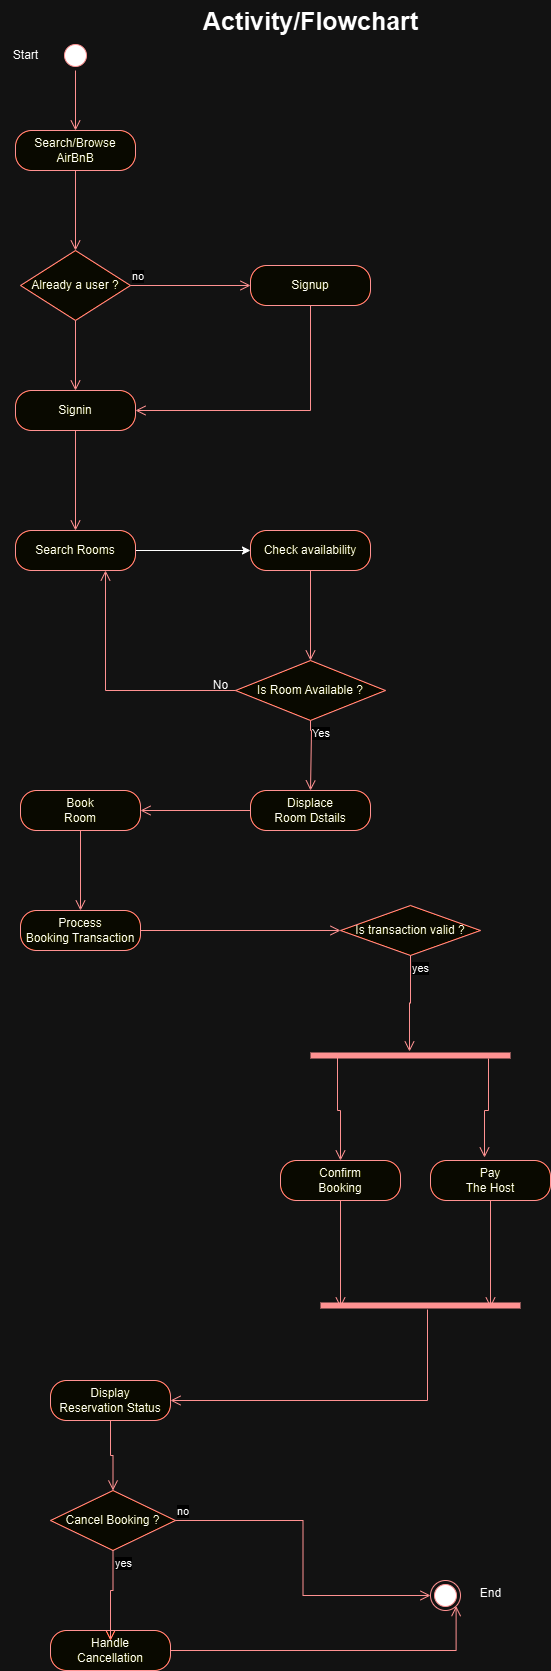 Activity/Flowchart
Start
Search/Browse
AirBnB
Already a user ?
no
Signup
Signin
Search Rooms
Check availability
No
Is Room Available ?
Yes
Book
Room
Displace
Room Dstails
Process
Booking Transaction
Is transaction valid ?
yes
Confirm
Booking
Pay
The Host
Display
Reservation Status
Cancel Booking ?
no
yes
End
Handle
Cancellation